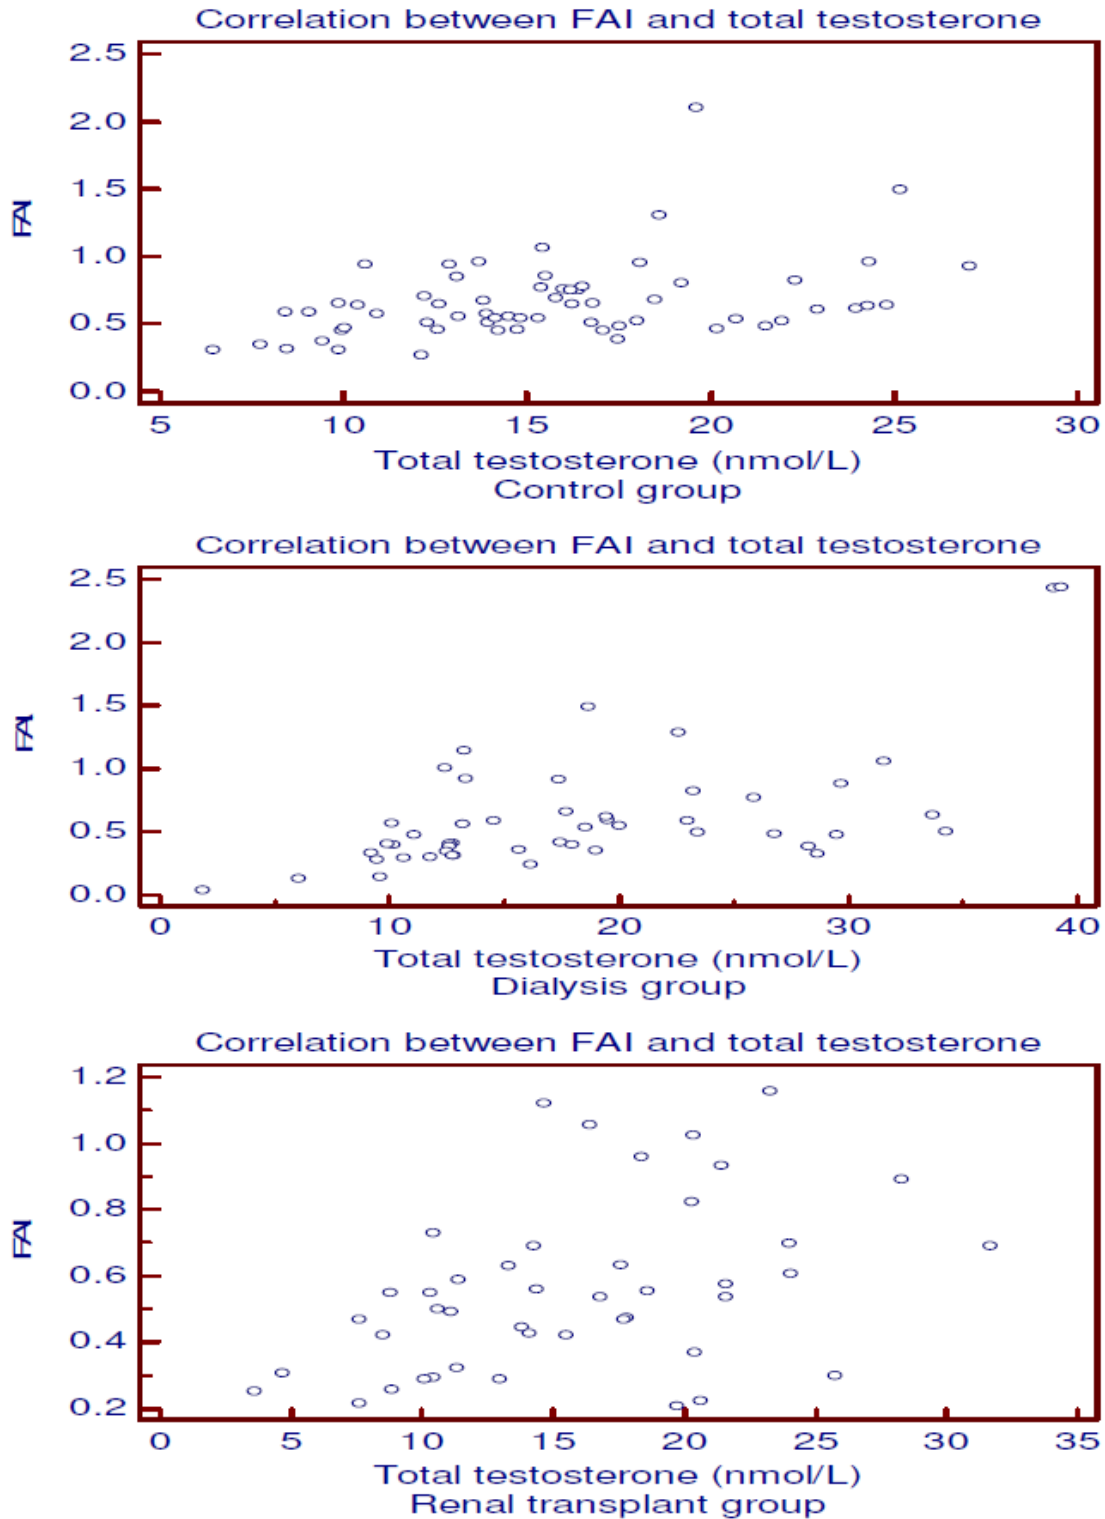 Correlation between FAI and total testosterone
2.5
2.0
1.5
1.0
0.5
0.0
FAI
5 10 15 20 25 30
Total testosterone (nmol/L)
Control group
Correlation between FAI and total testosterone
2.5
2.0
1.5
1.0
0.5
0.0
FAI
0 10 20 30 40
Total testosterone (nmol/L)
Dialysis group
Correlation between FAI and total testosterone
1.2
1.0
0.8
0.6
0.4
0.2
FAI
0 5 10 15 20 25 30 35
Total testosterone (nmol/L)
Renal transplant group